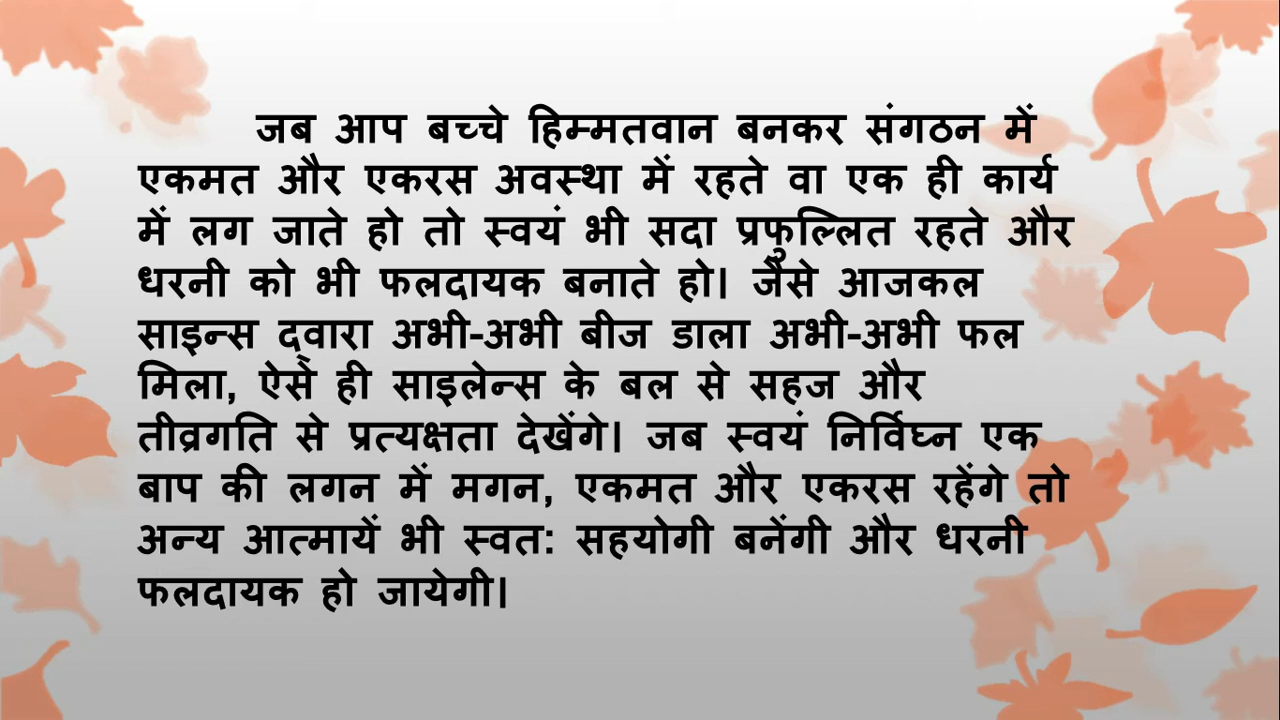 जब आप बच्चे हिम्मतवान बनकर संगठन में
एकमत और एकरस अवस्था में रहते वा एक ही कार्य
में लग जाते हो तो स्वयं भी सदा प्रफुल्लित रहते और
धरनी को भी फलदायक बनाते हो। जैसे आजकल
साइन्स द्वारा अभी-अभी बीज डाला अभी-अभी फल
मिला, ऐसे ही साइलेन्स के बल से सहज और
तीव्रगति से प्रत्यक्षता देखेंगे। जब स्वयं निर्विघ्न एक
बाप की लगन में मगन, एकमत और एकरस रहेंगे तो
अन्य आत्मायें भी स्वत: सहयोगी बनेंगी और धरनी
फलदायक हो जायेगी।